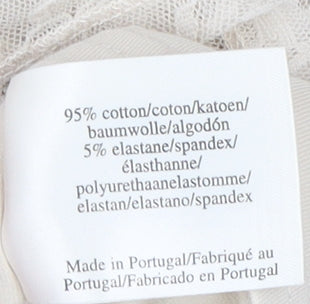 95% cotton/coton/katoen/
baumwolle/algodón
5% elastane/spandex/
élasthanne/
polyurethaanelastomme/
elastan/elastano/spandex
Made in Portugal/Fabriqué au
Portugal/Fabricado en Portugal